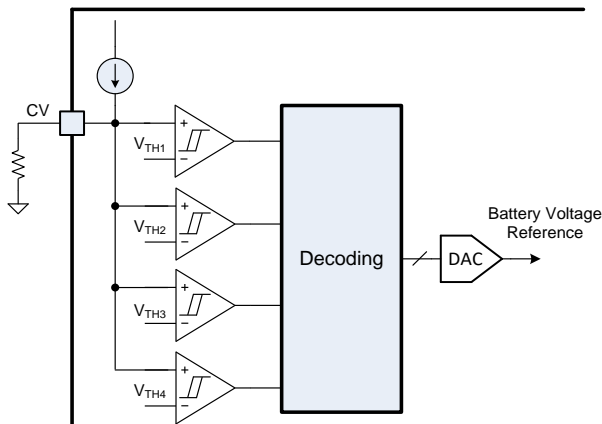 CV
+
V_TH1
−
+
V_TH2
−
+
V_TH3
−
+
V_TH4
−
Decoding
DAC
Battery Voltage
Reference